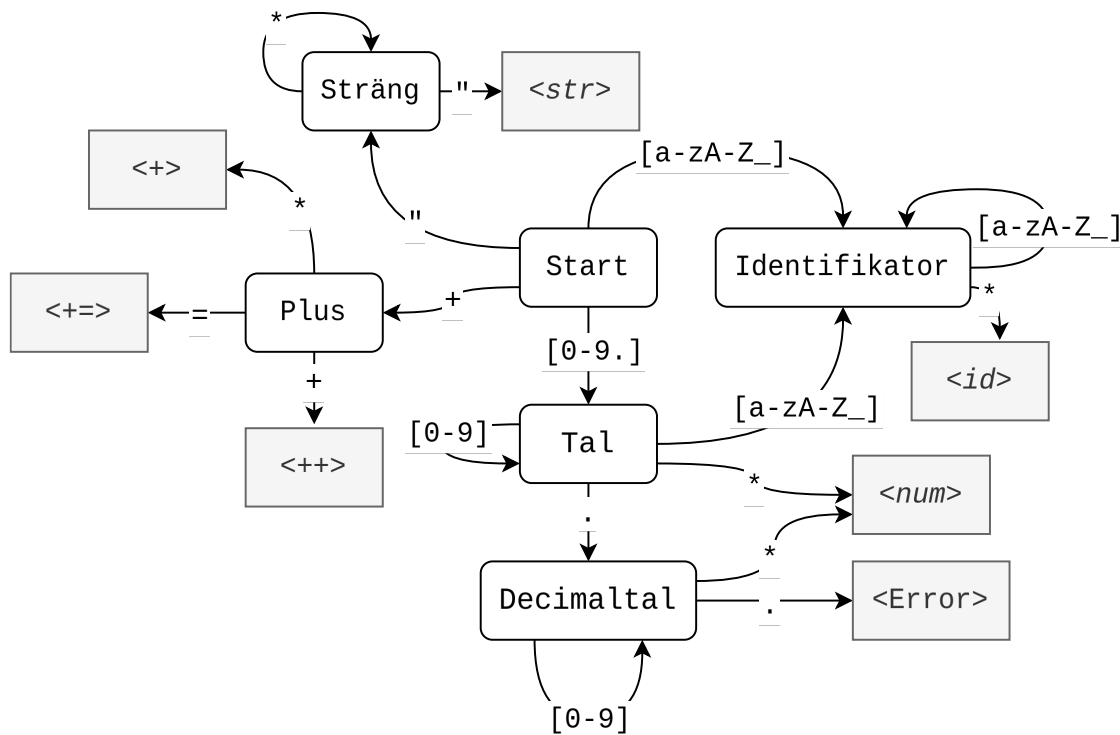 *
Sträng
"
<str>
[a-zA-Z_]
<+>
*
"
[a-zA-Z_]
Start
Identifikator
<+=>
=
Plus
+
*
[0-9.]
<id>
+
[a-zA-Z_]
[0-9]
Tal
<++>
*
<num>
.
*
Decimaltal
.
<Error>
[0-9]